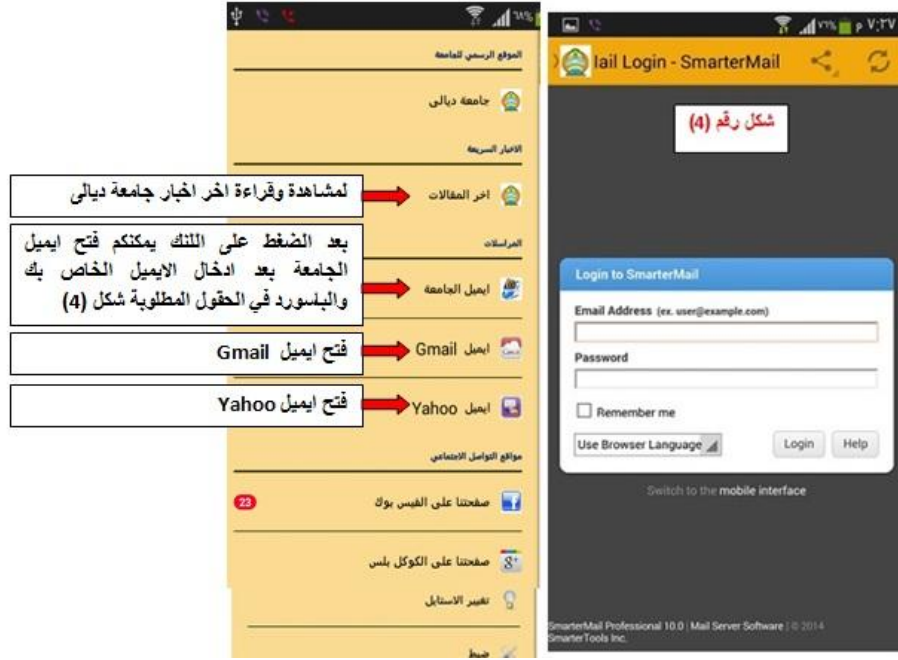 ٦٨%
الموقع الرسمي للجامعة
جامعة ديالى
الاخبار السريعة
اخر المقالات
المراسلات
ايميل الجامعة
ايميل Gmail
ايميل Yahoo
مواقع التواصل الاجتماعي
صفحتنا على الفيس بوك
23
صفحتنا على الكوكل بلس
تغيير الاستايل
ضبط
لمشاهدة وقراءة اخر اخبار جامعة ديالى
بعد الضغط على اللنك يمكنكم فتح ايميل
الجامعة بعد ادخال الايميل الخاص بك
والباسورد في الحقول المطلوبة شكل (4)
فتح ايميل Gmail
فتح ايميل Yahoo
٧٦% ٧:٢٧ م
lail Login - SmarterMail
شكل رقم (4)
Login to SmarterMail
Email Address (ex. user@example.com)
Password
Remember me
Use Browser Language
Login
Help
Switch to the mobile interface
SmarterMail Professional 10.0 | Mail Server Software | © 2014
SmarterTools Inc.